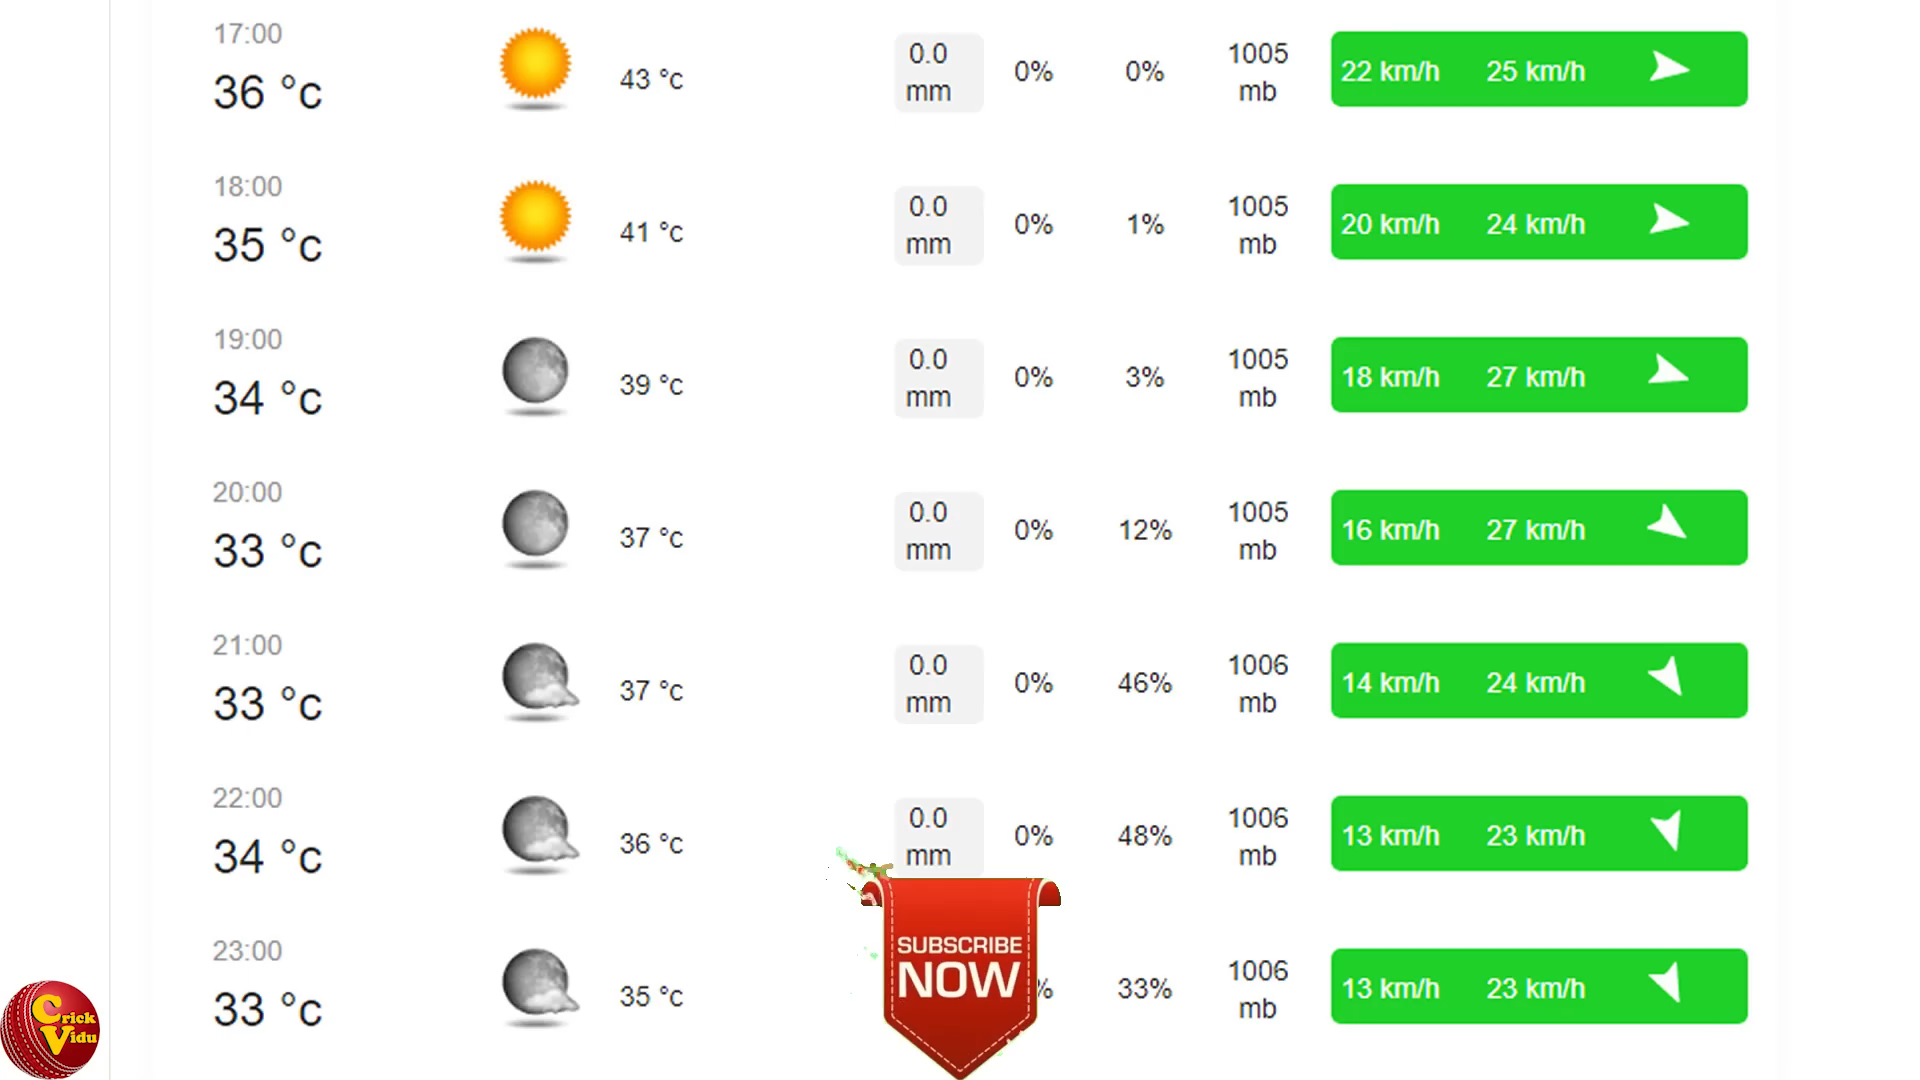 17:00
36 °c 43 °c 0.0 mm 0% 0% 1005 mb 22 km/h 25 km/h
18:00
35 °c 41 °c 0.0 mm 0% 1% 1005 mb 20 km/h 24 km/h
19:00
34 °c 39 °c 0.0 mm 0% 3% 1005 mb 18 km/h 27 km/h
20:00
33 °c 37 °c 0.0 mm 0% 12% 1005 mb 16 km/h 27 km/h
21:00
33 °c 37 °c 0.0 mm 0% 46% 1006 mb 14 km/h 24 km/h
22:00
34 °c 36 °c 0.0 mm 0% 48% 1006 mb 13 km/h 23 km/h
23:00
33 °c 35 °c % 33% 1006 mb 13 km/h 23 km/h
SUBSCRIBE
NOW
Crick
Vidu